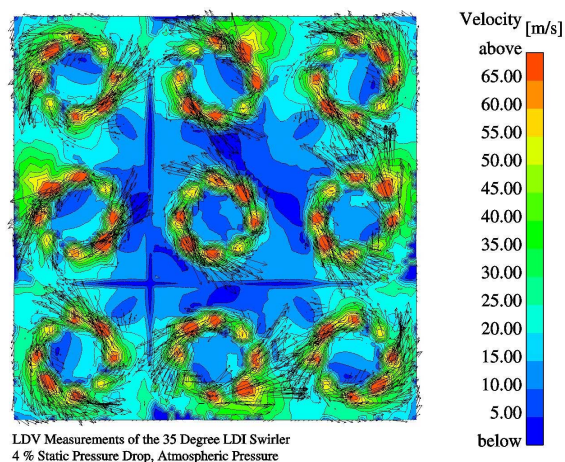 Velocity [m/s]
above
65.00
60.00
55.00
50.00
45.00
40.00
35.00
30.00
25.00
20.00
15.00
10.00
5.00
below
LDV Measurements of the 35 Degree LDI Swirler
4 % Static Pressure Drop, Atmospheric Pressure